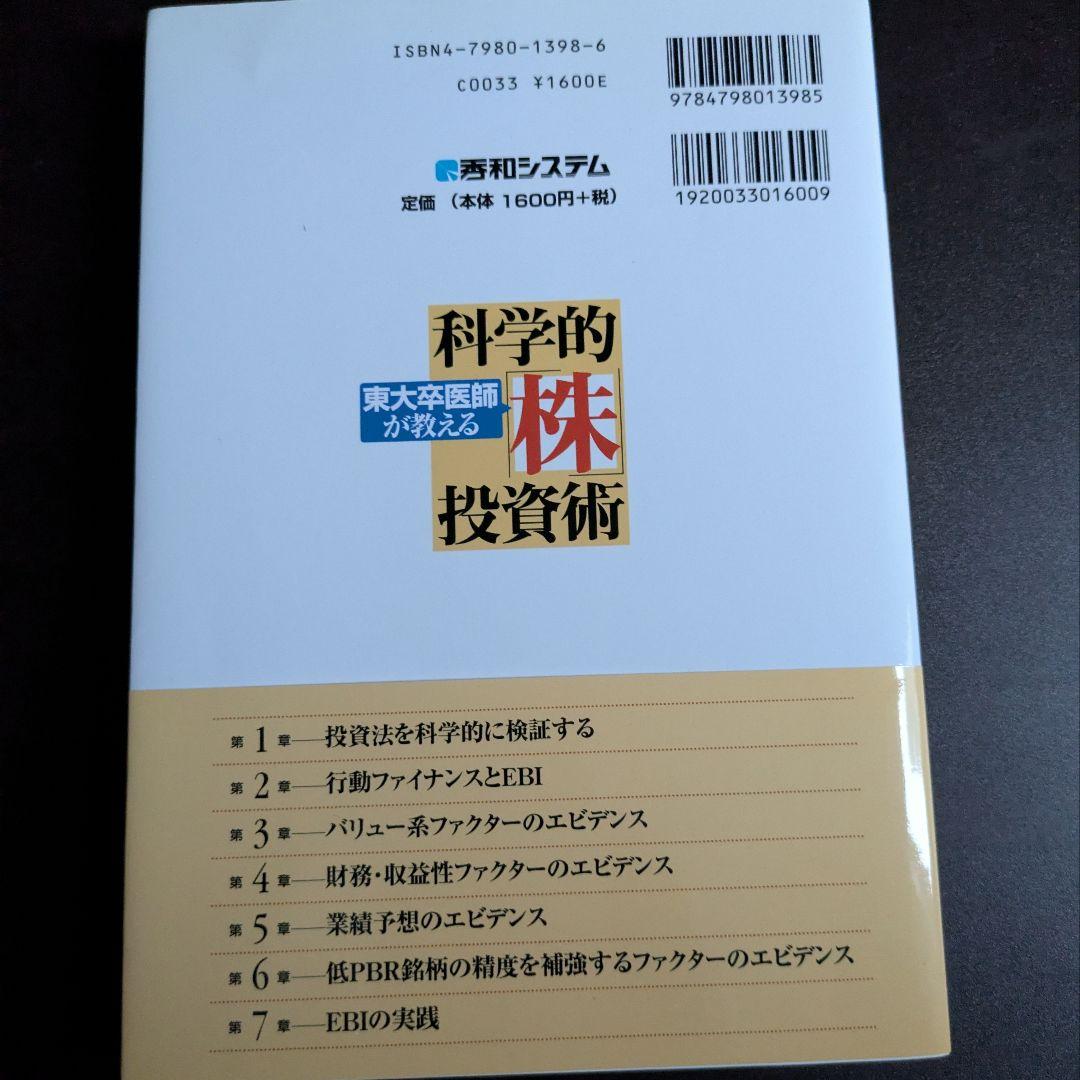 ISBN4-7980-1398-6
C0033 ¥1600E
9784798013985
秀和システム
定価 (本体 1600円+税)
1920033016009
科学的
東大卒医師
が教える
「株」
投資術
第1章――投資法を科学的に検証する
第2章――行動ファイナンスとEBI
第3章――バリュー系ファクターのエビデンス
第4章――財務・収益性ファクターのエビデンス
第5章――業績予想のエビデンス
第6章――低PBR銘柄の精度を補強するファクターのエビデンス
第7章――EBIの実践